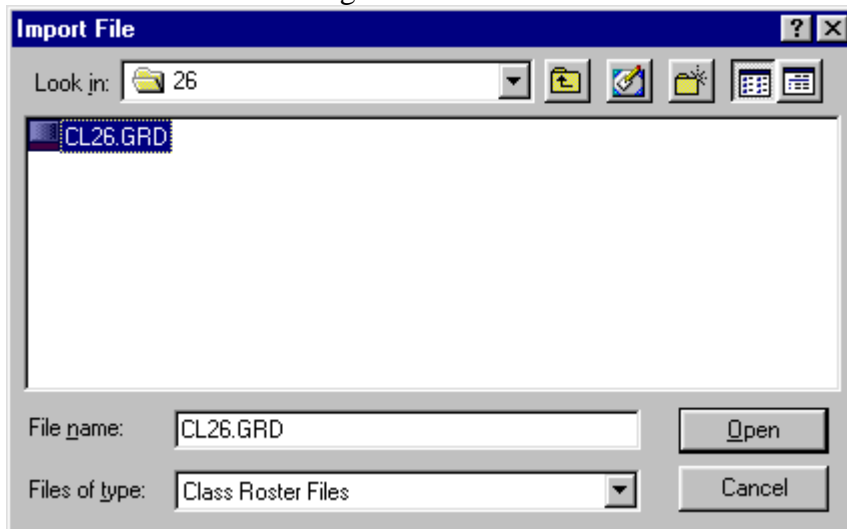 Import File
Look in: 26
CL26.GRD
File name: CL26.GRD
Open
Files of type: Class Roster Files
Cancel